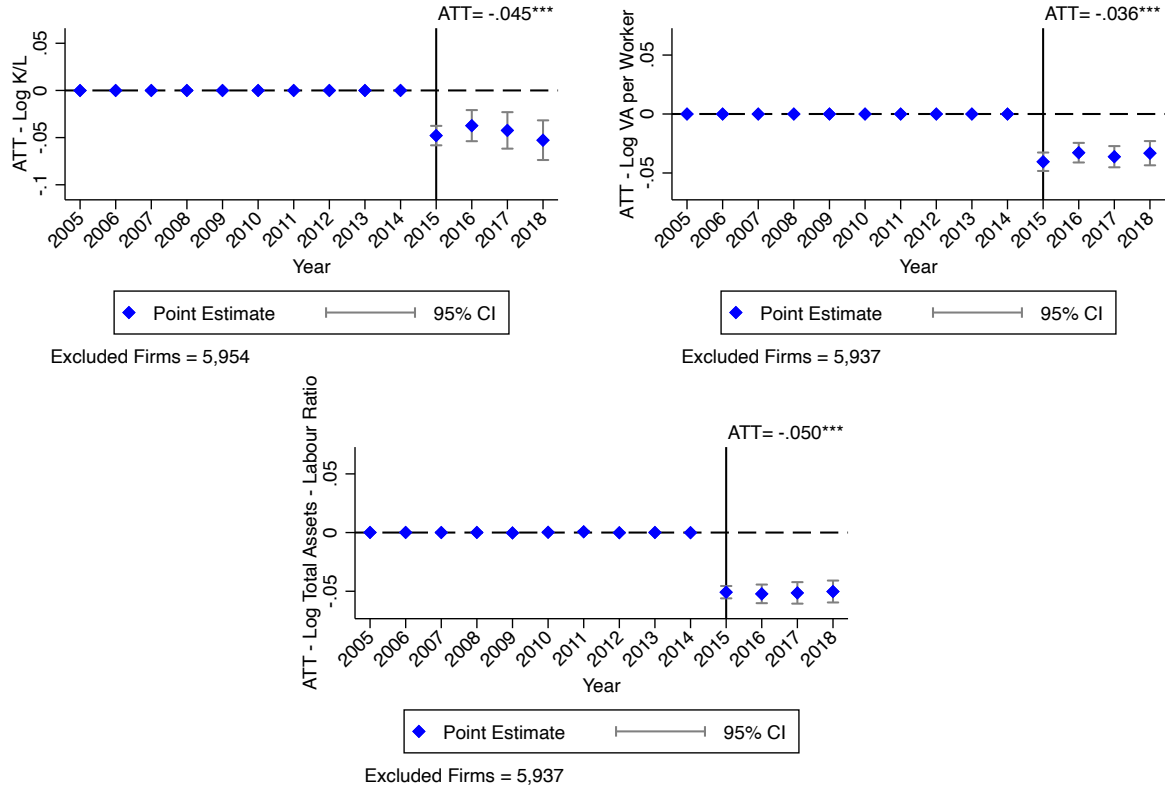 ATT= -.045***
ATT - Log K/L
.05
0
-.05
-.1
2005 2006 2007 2008 2009 2010 2011 2012 2013 2014 2015 2016 2017 2018
Year
Point Estimate 95% CI
Excluded Firms = 5,954
ATT= -.036***
ATT - Log VA per Worker
.05
0
-.05
2005 2006 2007 2008 2009 2010 2011 2012 2013 2014 2015 2016 2017 2018
Year
Point Estimate 95% CI
Excluded Firms = 5,937
ATT= -.050***
ATT - Log Total Assets - Labour Ratio
.05
0
-.05
2005 2006 2007 2008 2009 2010 2011 2012 2013 2014 2015 2016 2017 2018
Year
Point Estimate 95% CI
Excluded Firms = 5,937